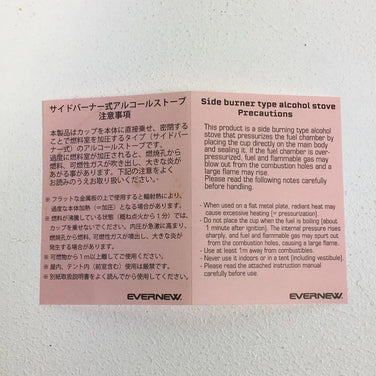 サイドバーナー式アルコールストーブ
注意事項
本製品はカップを本体に直接乗せ、密閉する
ことで燃料室を加圧するタイプ（サイドバー
ナー式）のアルコールストーブです。
過度に燃料室が加圧されると、燃焼孔から
燃料、可燃性ガスが吹き出し、大きな炎が
あがる事があります。下記の注意をよく
お読みのうえお取り扱いください。
※ フラットな金属板の上で使用すると輻射熱により、
過度な本体加熱（＝加圧）となる場合があります。
※ 燃料が沸騰している状態（概ね点火から1分）では、
カップを乗せないでください。内圧が急激に高まり、
燃焼孔から燃料、可燃性ガスが噴出し、大きな炎が
発生する場合があります。
※ 可燃物から1m以上離してご使用ください。
※ 屋内、テント内（前室含む）使用は厳禁です。
※ 別紙取扱説明書をよく読んでから使用してください。
EVERNEW.
Side burner type alcohol stove
Precautions
This product is a side burning type alcohol
stove that pressurizes the fuel chamber by
placing the cup directly on the main body
and sealing it. If the fuel chamber is over-
pressurized, fuel and flammable gas may
blow out from the combustion holes and a
large flame may rise.
Please read the following notes carefully
before handling.
- When used on a flat metal plate, radiant heat may
cause excessive heating (= pressurization).
- Do not place the cup when the fuel is boiling (about
1 minute after ignition). The internal pressure rises
sharply, and fuel and flammable gas may spurt out
from the combustion holes, causing a large flame.
- Use at least 1m away from combustibles.
- Never use it indoors or in a tent (including vestibule).
- Please read the attached instruction manual
carefully before use.
EVERNEW.